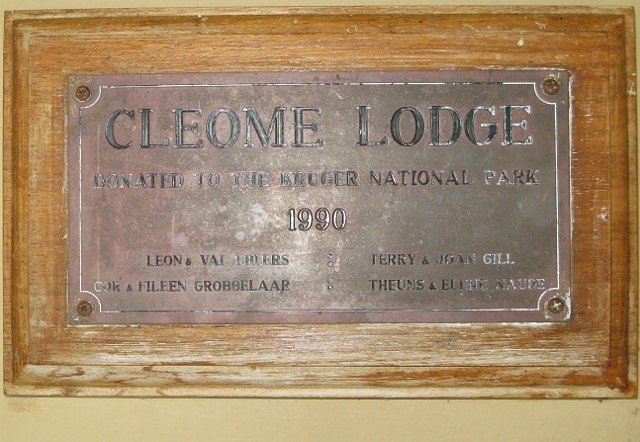 CLEOME LODGE
DONATED TO THE KRUGER NATIONAL PARK
1990
LEON & VAL EHLERS : TERRY & JOAN GILL
COR & EILEEN GROBBELAAR : THEUNS & NAUDE